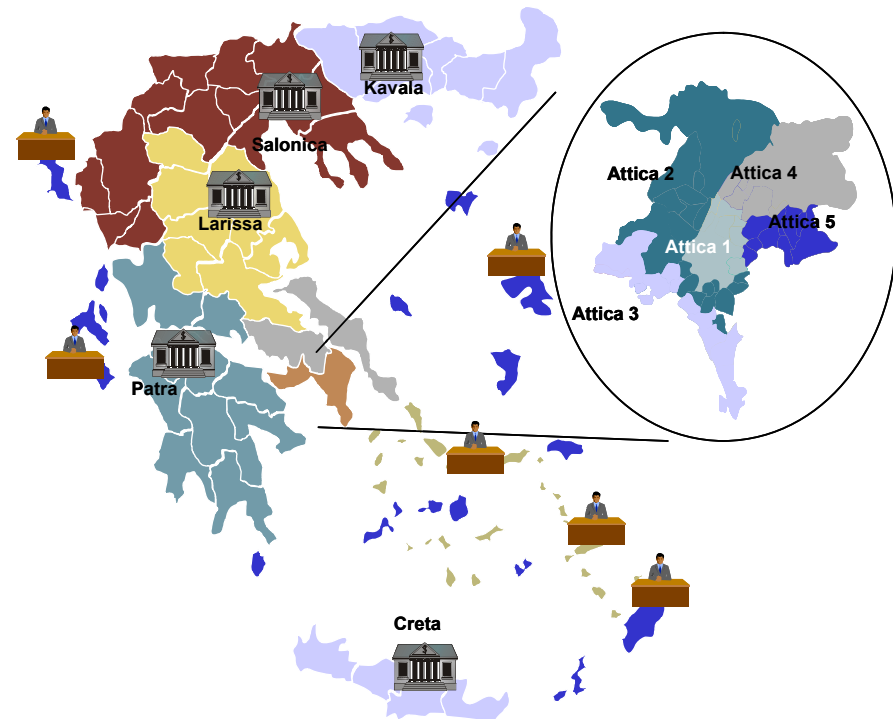 Kavala
Salonica
Larissa
Patra
Creta
Attica 2
Attica 4
Attica 5
Attica 1
Attica 3
$
$
$
$
$